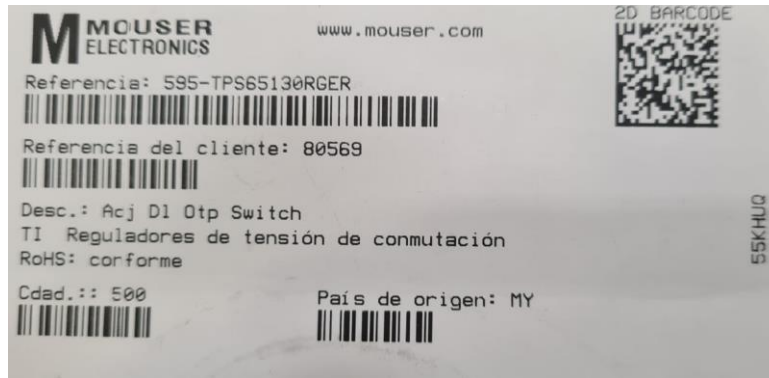 MOUSER
ELECTRONICS
www.mouser.com
2D BARCODE
Referencia: 595-TPS65130RGER
Referencia del cliente: 80569
Desc.: Acj Dl Otp Switch
TI Reguladores de tensión de conmutación
RoHS: conforme
Cdad.:: 500
País de origen: MY
55KHUQ